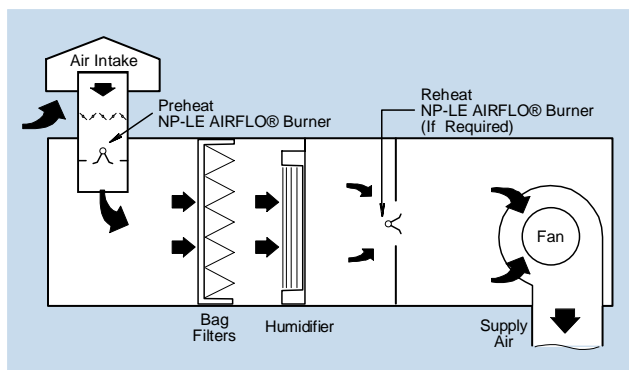 Air Intake
Preheat
NP-LE AIRFLO® Burner
Reheat
NP-LE AIRFLO® Burner
(If Required)
Fan
Bag
Filters
Humidifier
Supply
Air